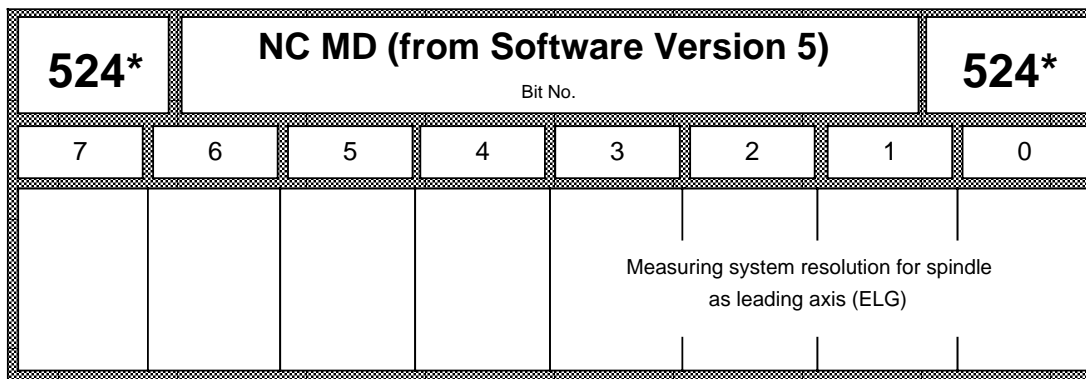 524*
NC MD (from Software Version 5)
Bit No.
524*
7 6 5 4 3 2 1 0
Measuring system resolution for spindle
as leading axis (ELG)